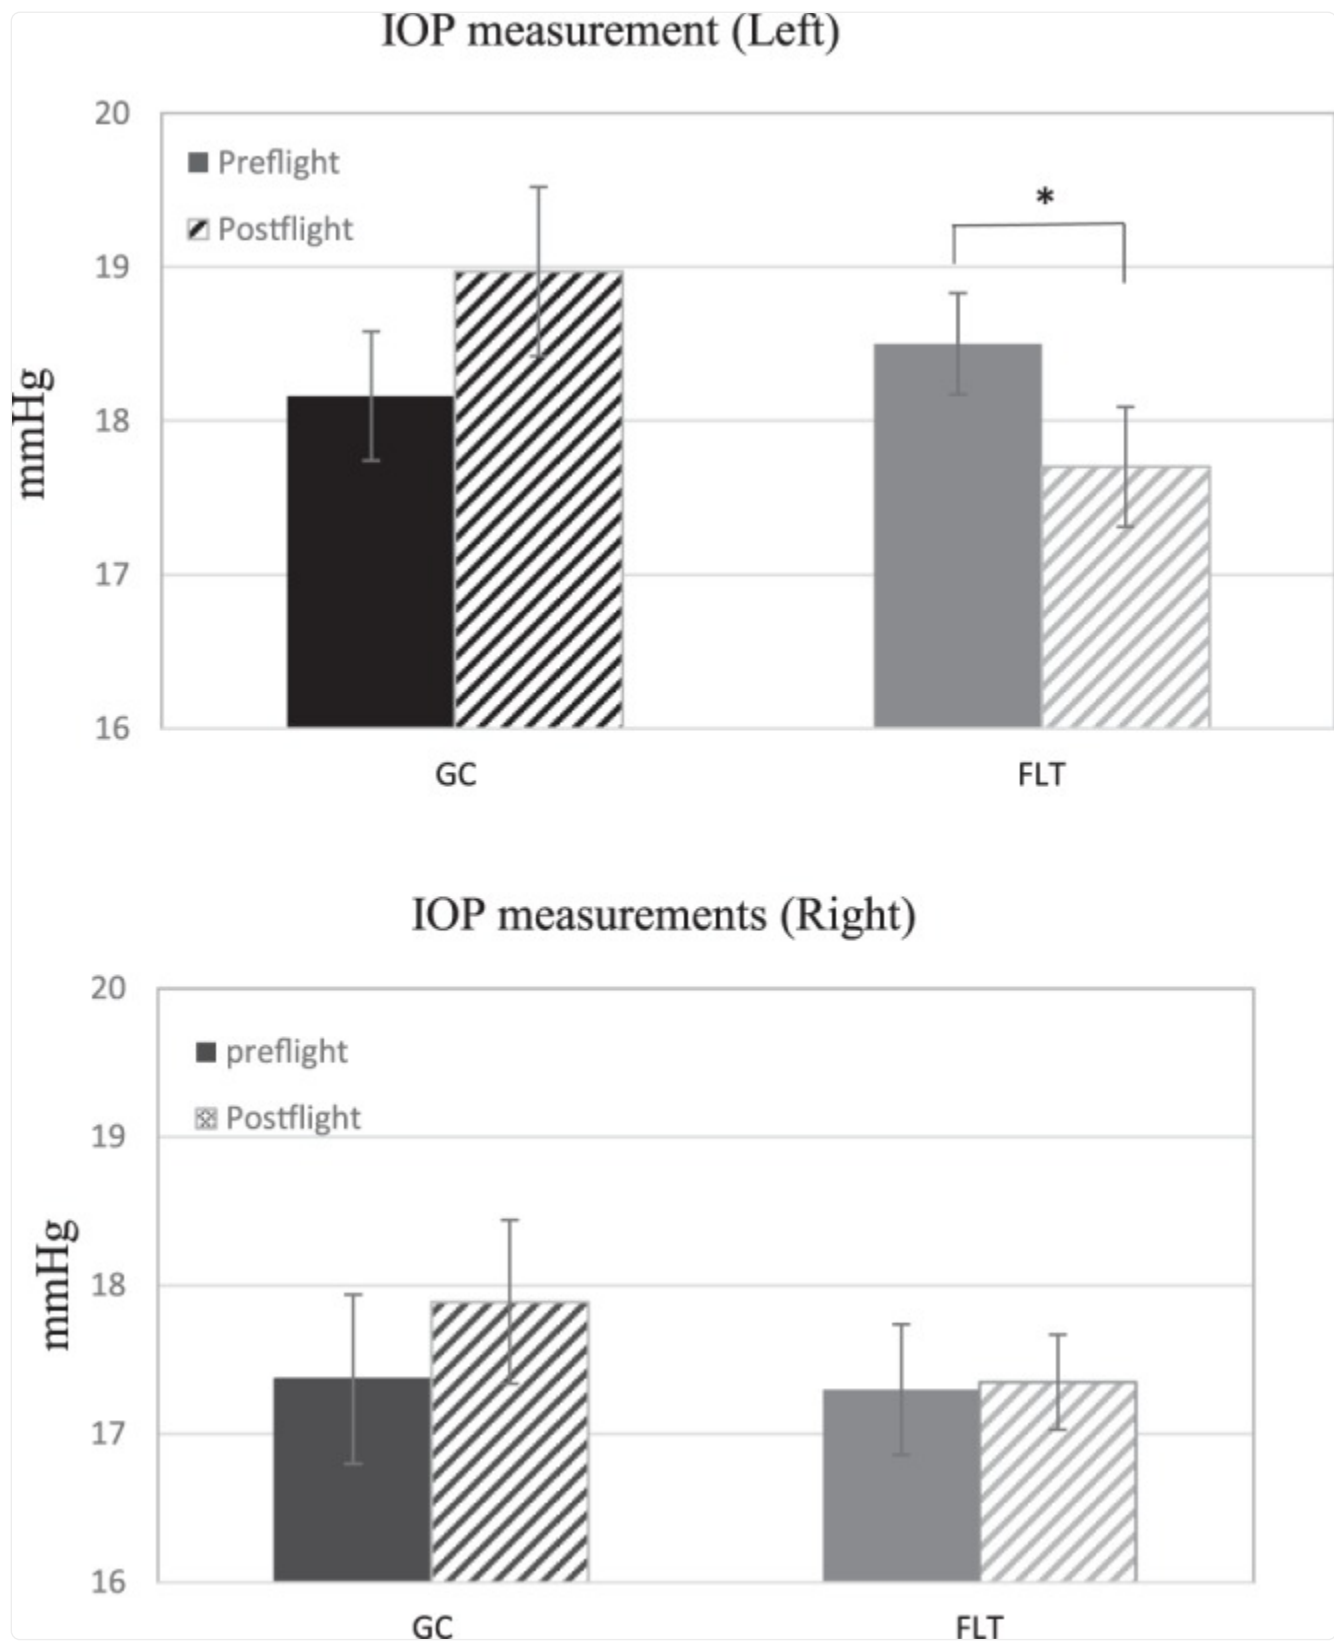 IOP measurement (Left)
20
Preflight
Postflight
*
19
18
17
16
mmHg
GC FLT
IOP measurements (Right)
20
preflight
Postflight
19
18
17
16
mmHg
GC FLT